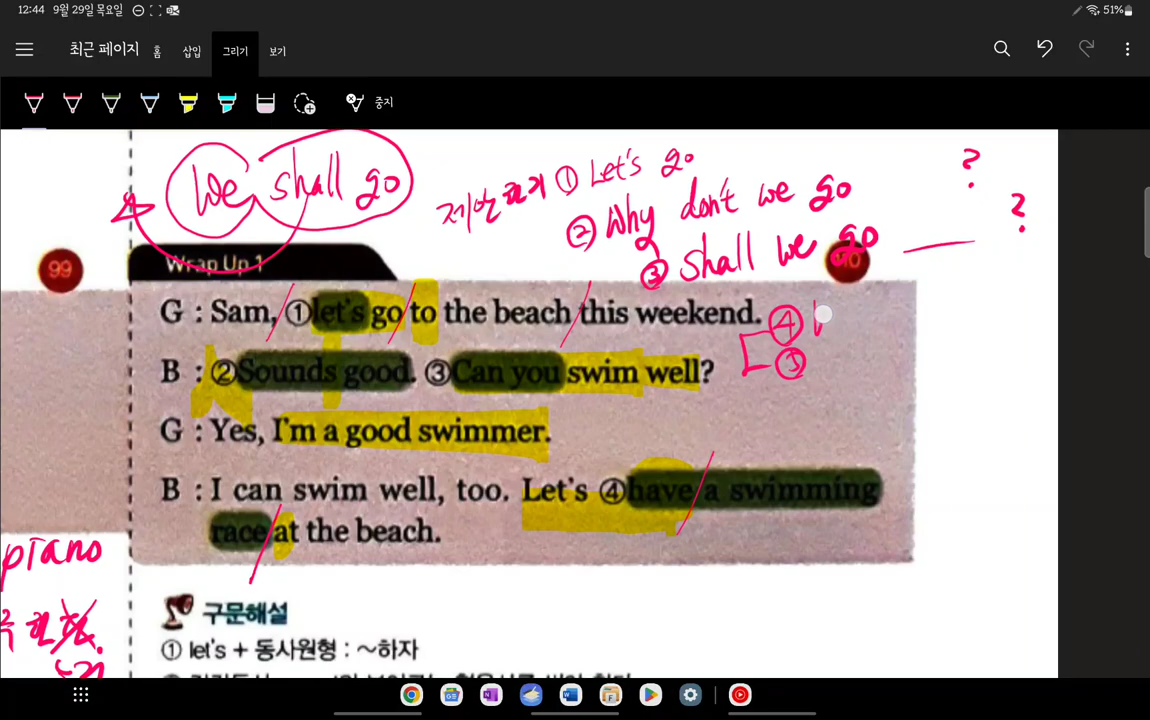 12:44 9월 29일 목요일
51%
최근 페이지 홈 삽입 그리기 보기
중지
we shall go
제안표현 ① Let's go
② Why don't we go ?
③ shall we go ?
99
Wrap Up 1
G : Sam, ①let's go to the beach this weekend.
④
B : ②Sounds good. ③Can you swim well?
⑤
G : Yes, I'm a good swimmer.
B : I can swim well, too. Let's ④have a swimming
race at the beach.
piano
구문해설
① let's + 동사원형 : ~하자